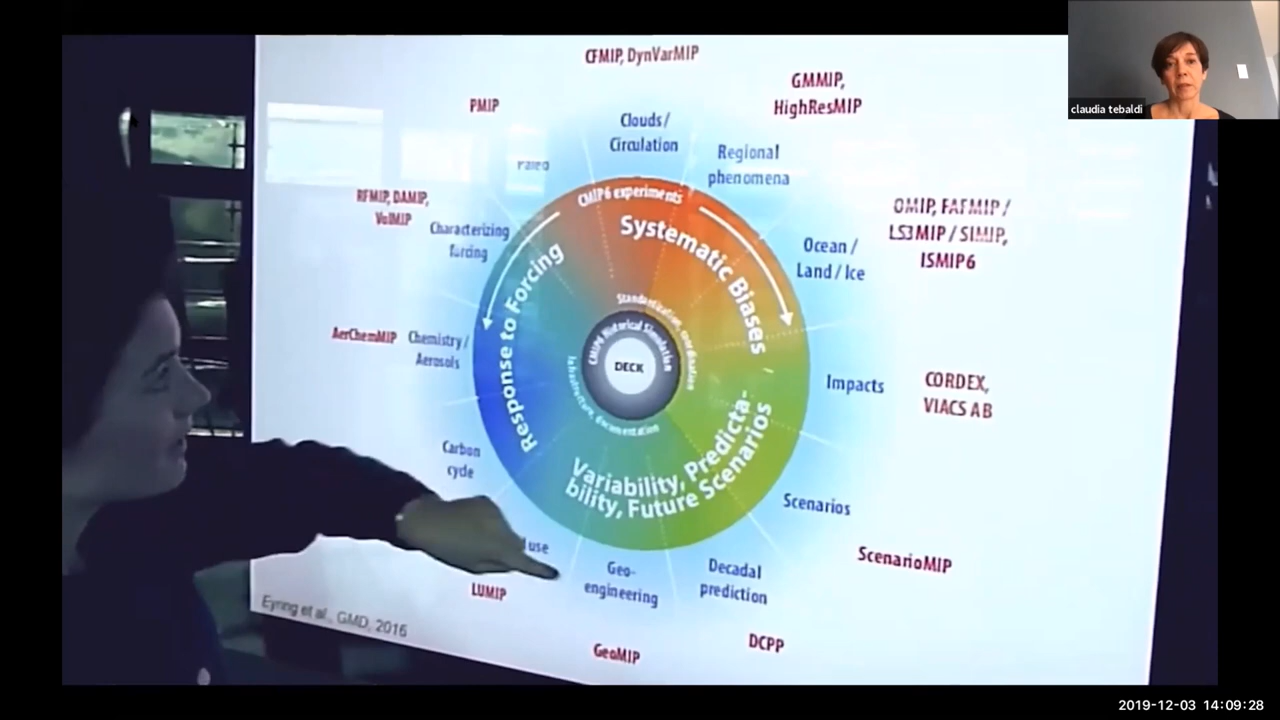 CFMIP, DynVarMIP
GMMIP,
HighResMIP
claudia tebaldi
PMIP
Clouds /
Circulation
Regional
phenomena
Paleo
CMIP6 experiments
RFMIP, DAMIP,
VolMIP
Characterizing
forcing
Systematic Biases
OMIP, FAFMIP /
LS3MIP / SIMIP,
ISMIP6
Ocean /
Land / Ice
Response to Forcing
Standardization, coordination
CMIP6 Historical Simulation
DECK
infrastructure, documentation
AerChemMIP
Chemistry /
Aerosols
Impacts
CORDEX,
VIACS AB
Variability, Predicta-
bility, Future Scenarios
Carbon
cycle
Scenarios
ScenarioMIP
use
Geo-
engineering
Decadal
prediction
LUMIP
GeoMIP
DCPP
Eyring et al., GMD, 2016
2019-12-03 14:09:28